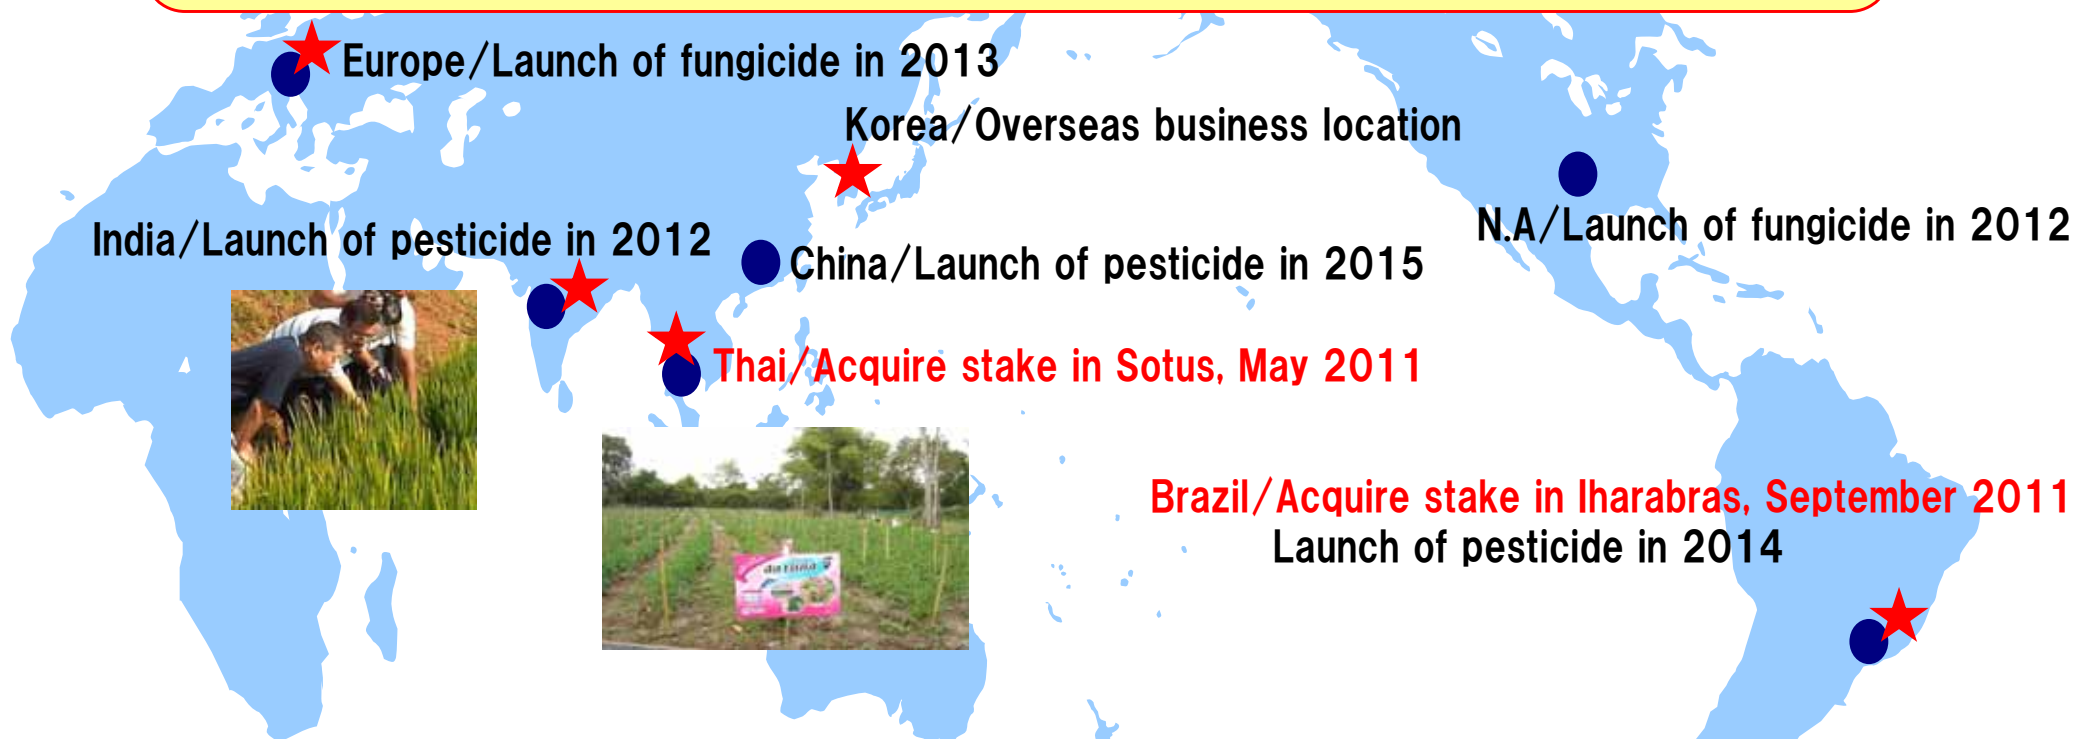 Europe/Launch of fungicide in 2013
Korea/Overseas business location
N.A/Launch of fungicide in 2012
India/Launch of pesticide in 2012
China/Launch of pesticide in 2015
Thai/Acquire stake in Sotus, May 2011
Brazil/Acquire stake in Iharabras, September 2011
Launch of pesticide in 2014